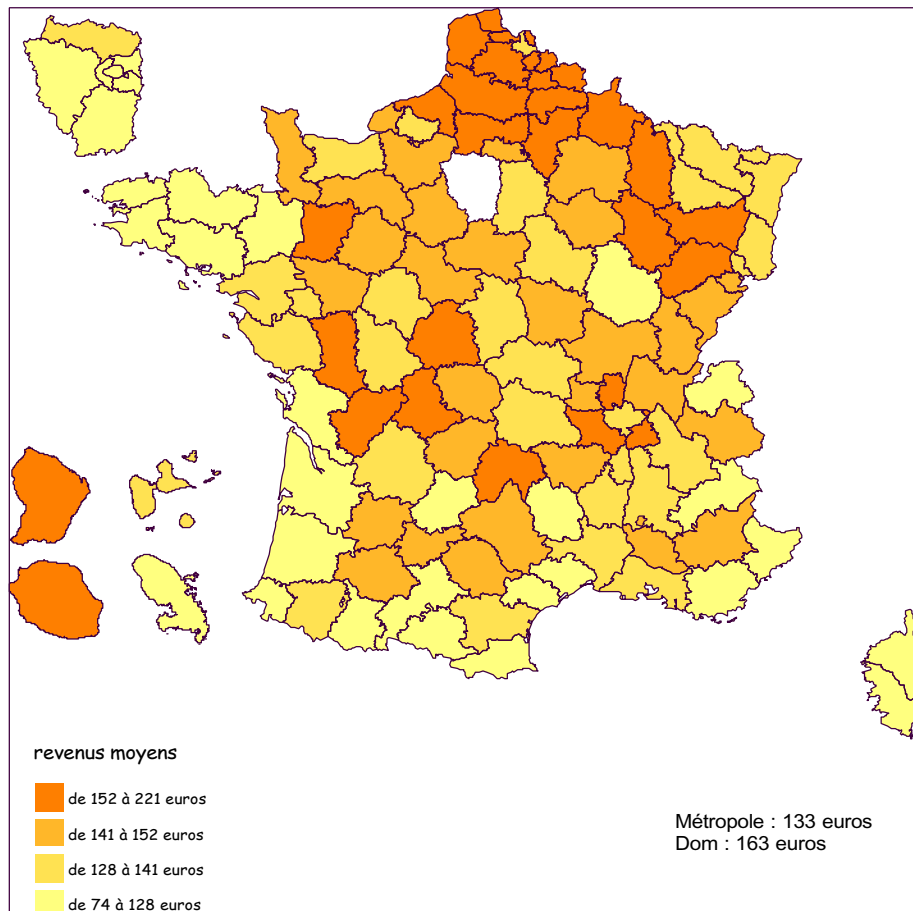 revenus moyens
de 152 à 221 euros
de 141 à 152 euros
de 128 à 141 euros
de 74 à 128 euros
Métropole : 133 euros
Dom : 163 euros